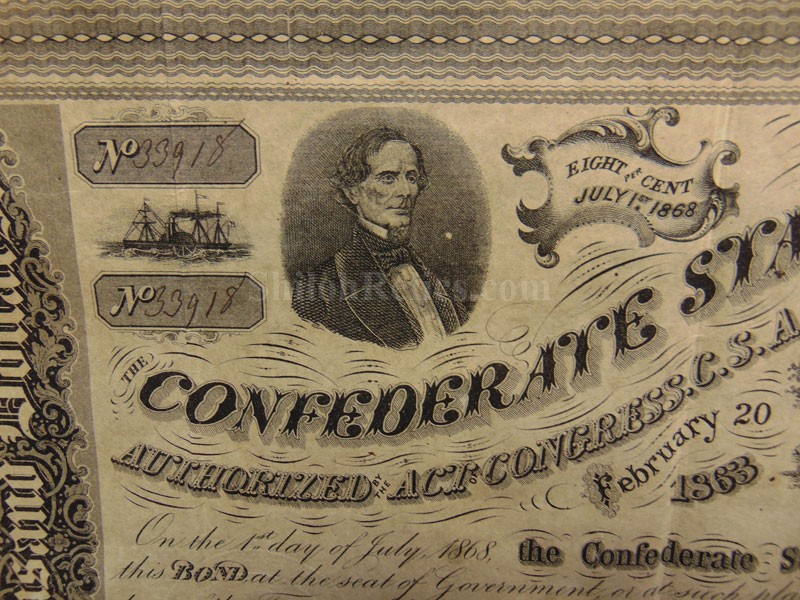 No 33918
EIGHT PER CENT
JULY 1ST 1868
No 33918
ShilohRelics.com
THE
CONFEDERATE STA
AUTHORIZED BY THE ACT OF CONGRESS, C.S.A.
February 20
1863
On the 1st day of July, 1868, the Confederate S
this BOND at the seat of Government, or at such pla